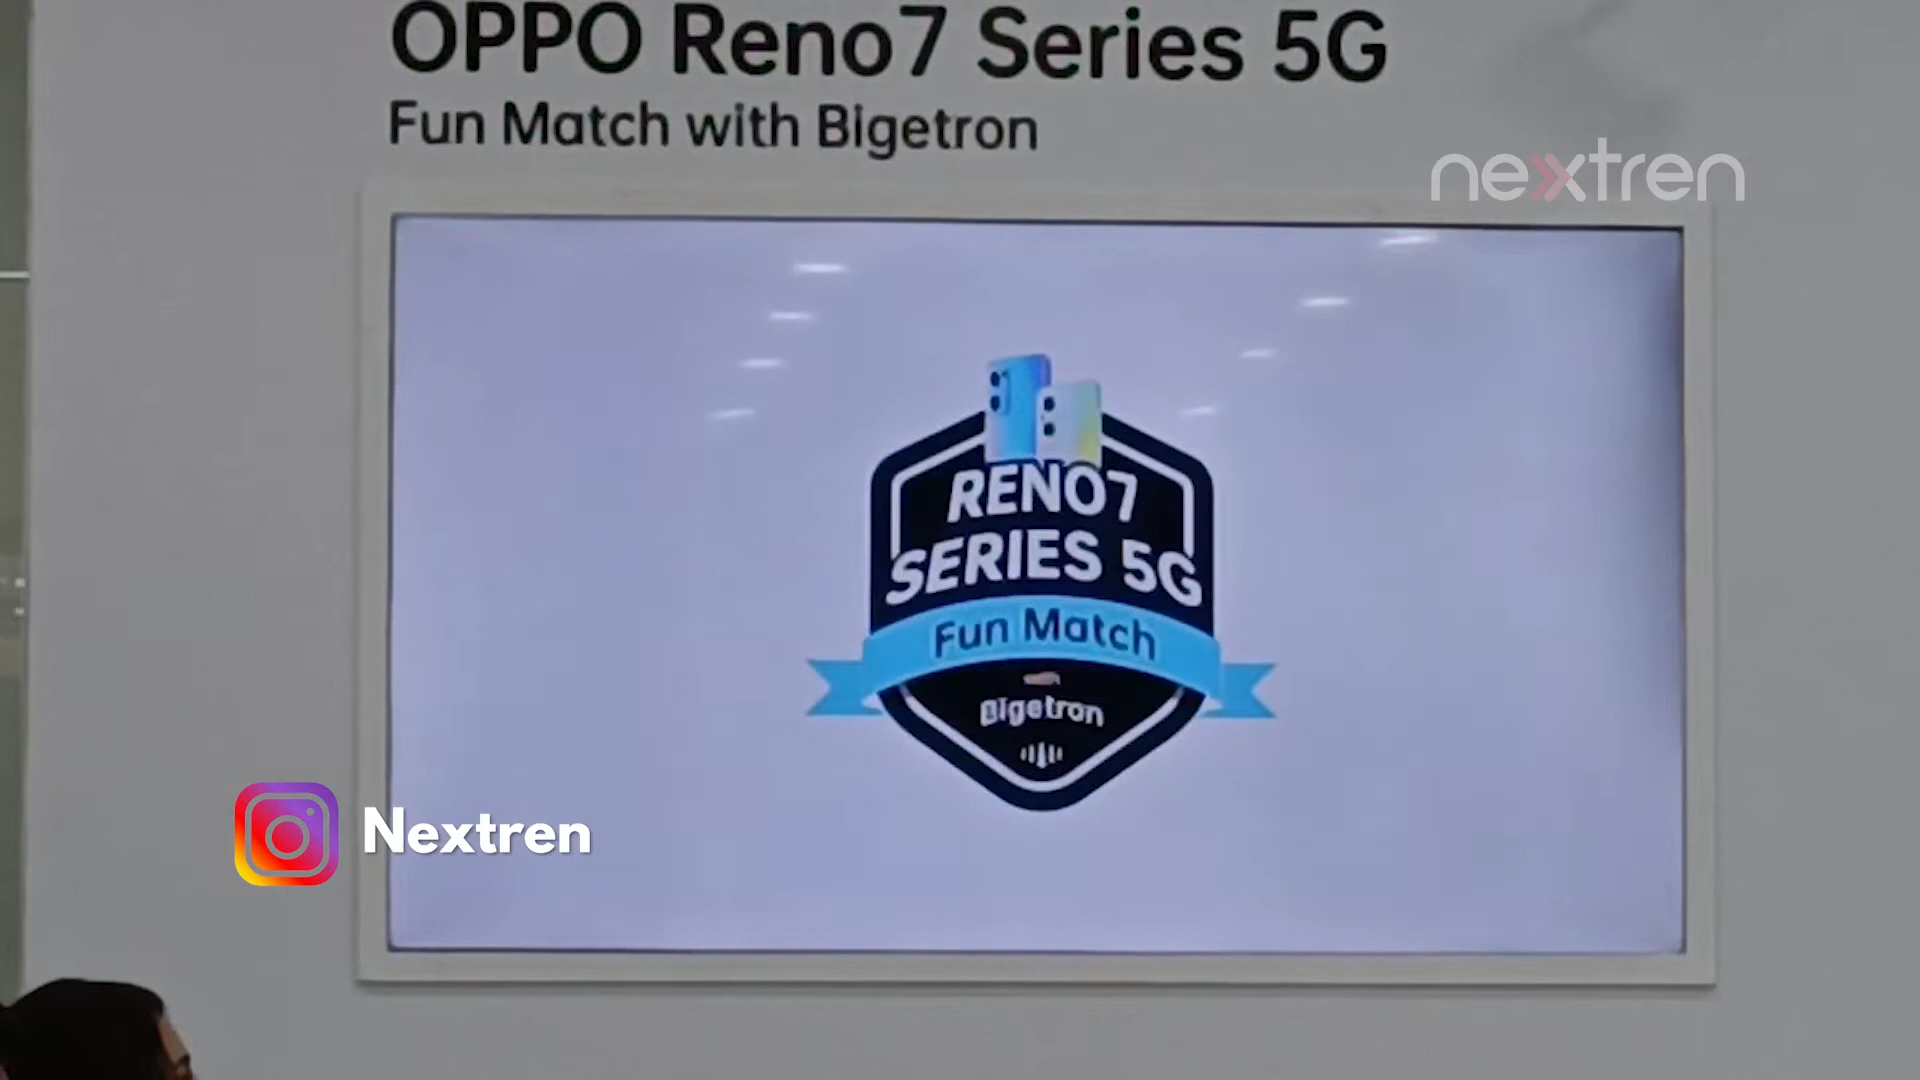 OPPO Reno7 Series 5G
Fun Match with Bigetron
nextren
RENO7
SERIES 5G
Fun Match
Bigetron
Nextren